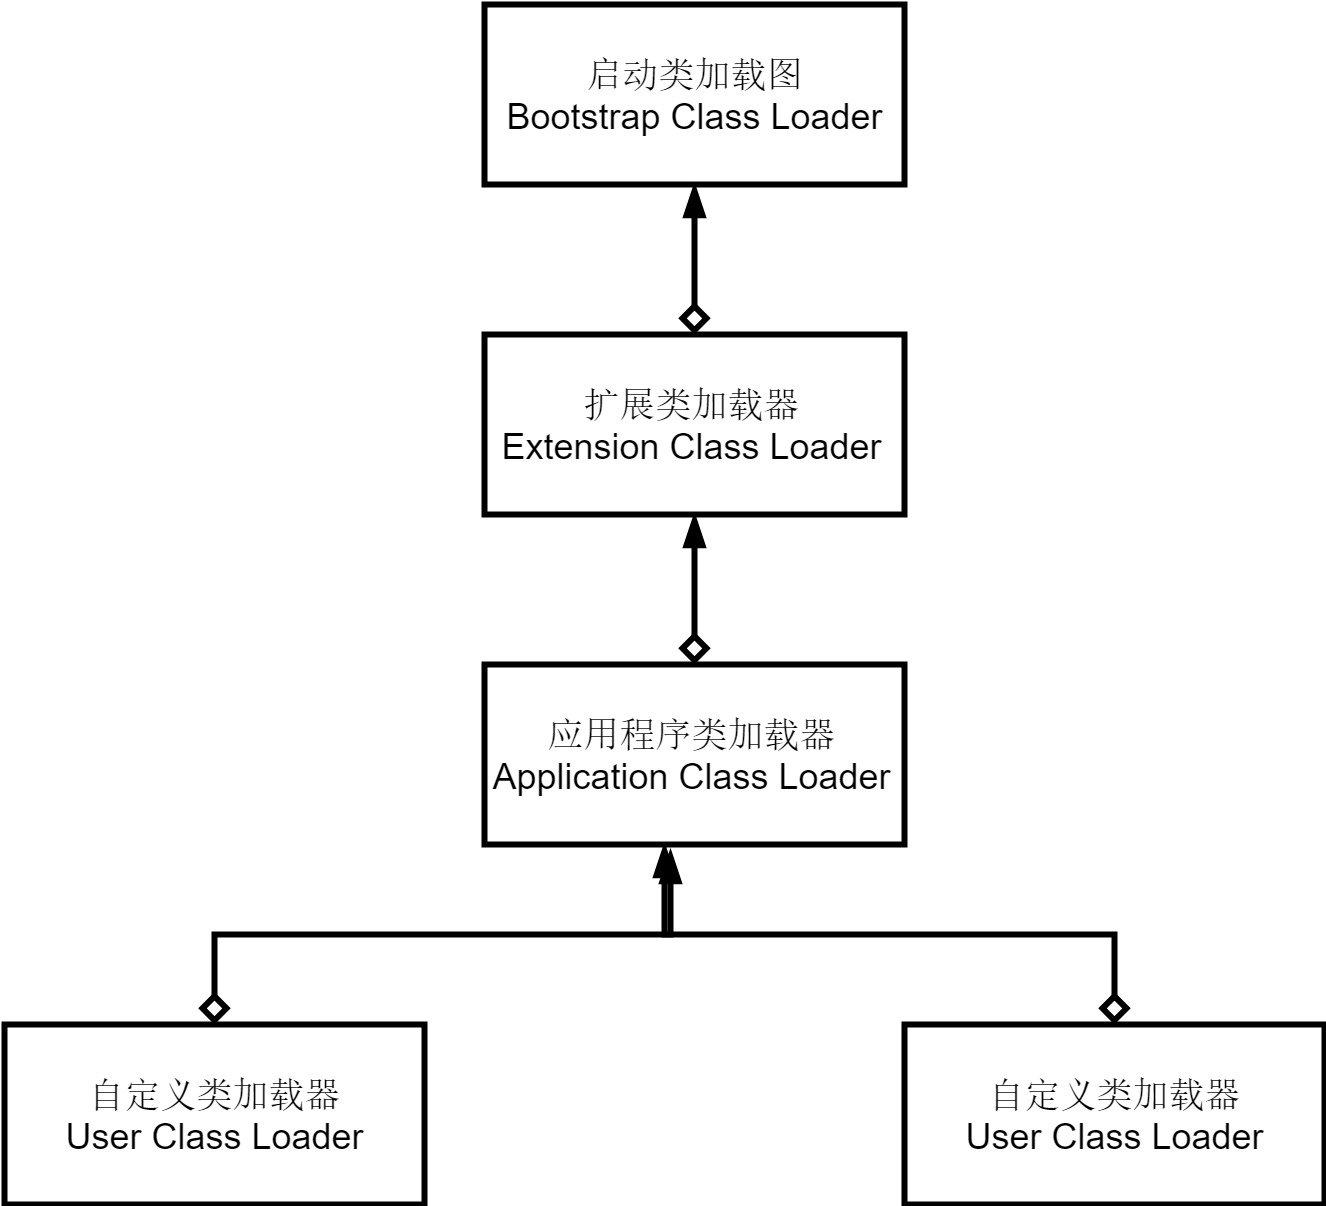 启动类加载图
Bootstrap Class Loader
扩展类加载器
Extension Class Loader
应用程序类加载器
Application Class Loader
自定义类加载器
User Class Loader
自定义类加载器
User Class Loader